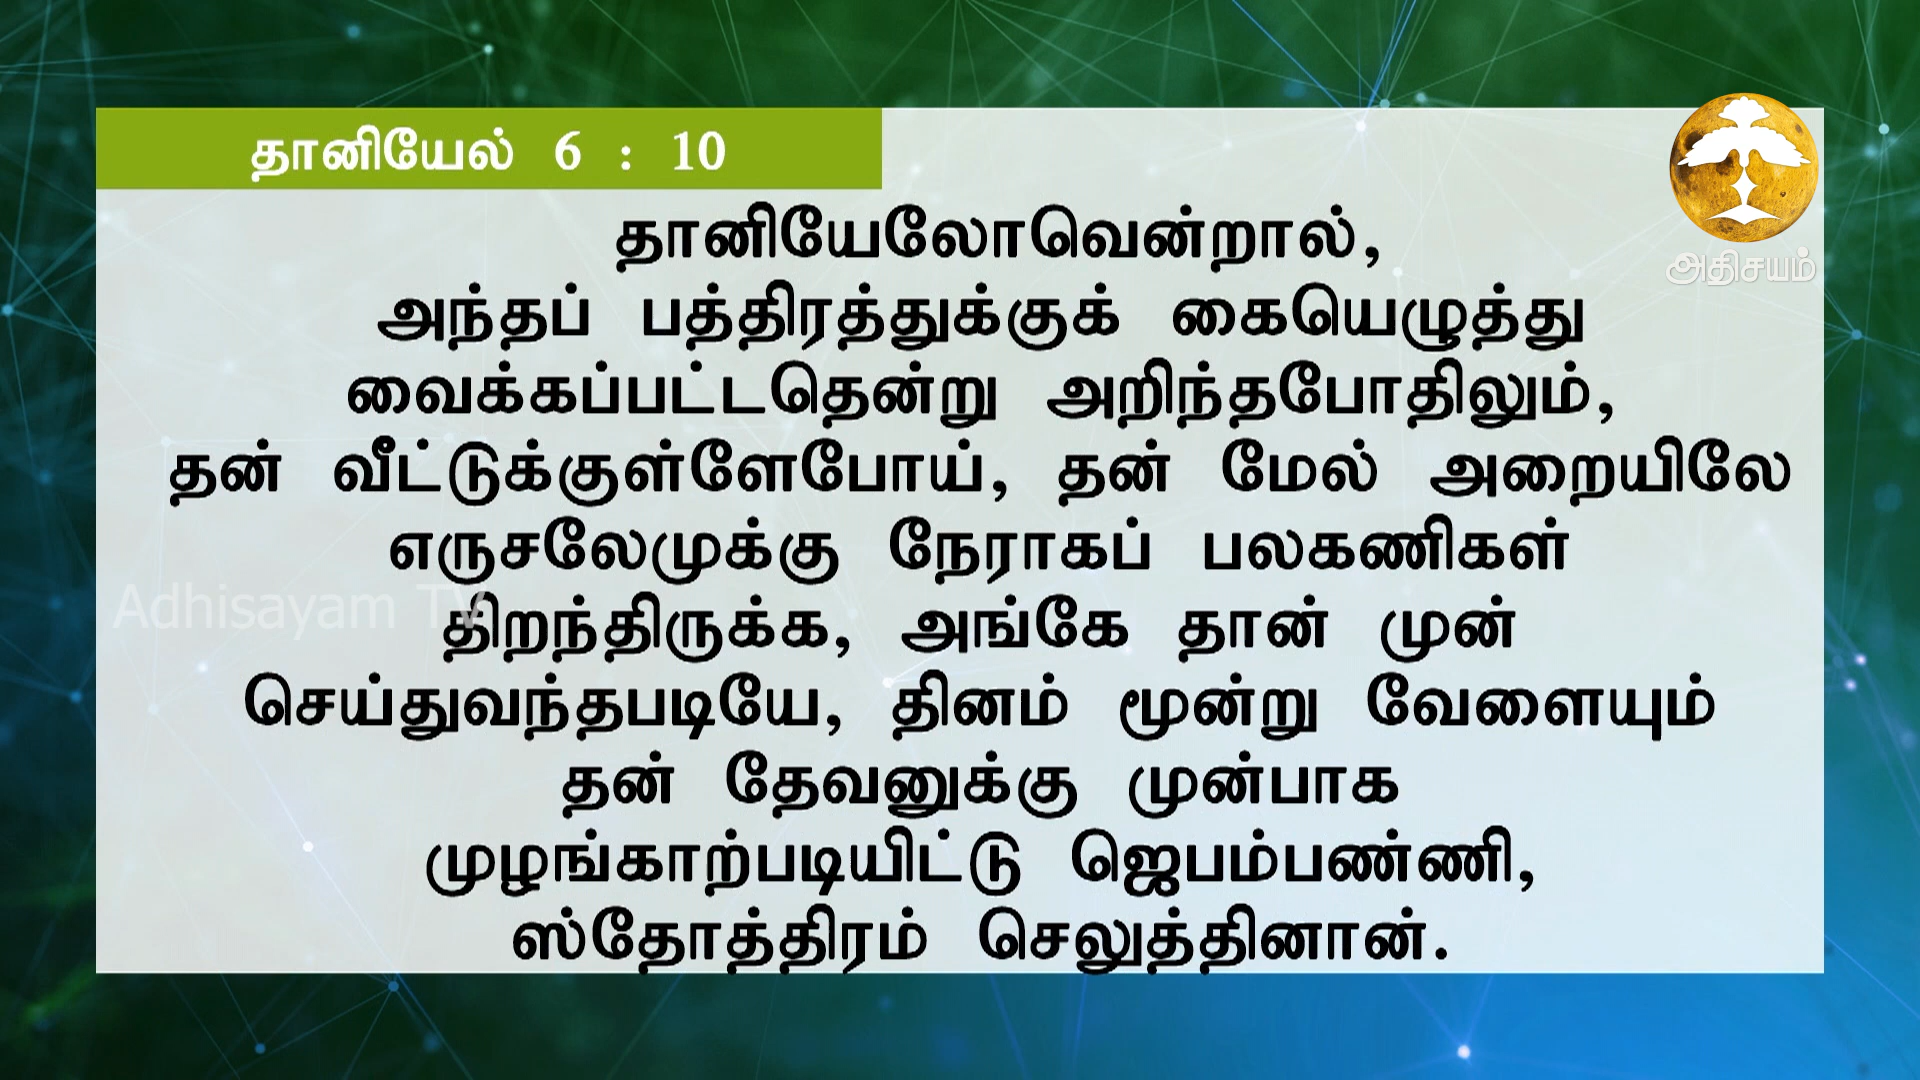 தானியேல் 6 : 10
அதிசயம்
தானியேலோவென்றால்,
அந்தப் பத்திரத்துக்குக் கையெழுத்து
வைக்கப்பட்டதென்று அறிந்தபோதிலும்,
தன் வீட்டுக்குள்ளேபோய், தன் மேல் அறையிலே
எருசலேமுக்கு நேராகப் பலகணிகள்
Adhisayam TV
திறந்திருக்க, அங்கே தான் முன்
செய்துவந்தபடியே, தினம் மூன்று வேளையும்
தன் தேவனுக்கு முன்பாக
முழங்காற்படியிட்டு ஜெபம்பண்ணி,
ஸ்தோத்திரம் செலுத்தினான்.